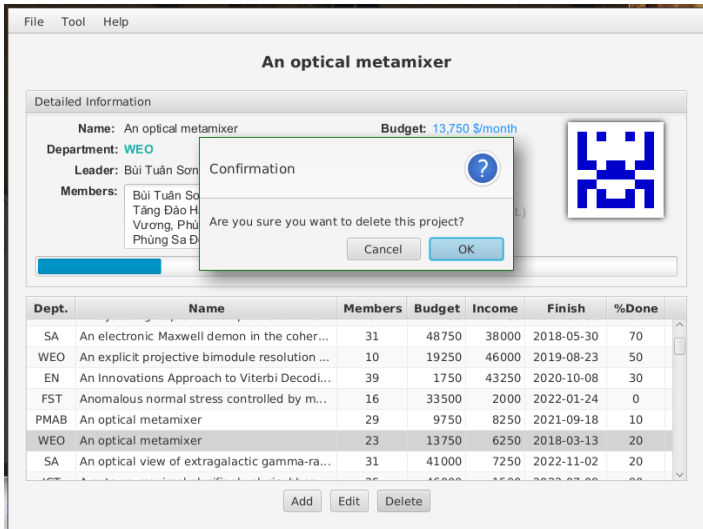 File Tool Help
An optical metamixer
Detailed Information
Name: An optical metamixer
Budget: 13,750 $/month
Department: WEO
Leader: Bùi Tuân Sơn
Members: Bùi Tuân Sơ
Tăng Đào H
Vương, Phù
Phùng Sa Đ
Confirmation
?
Are you sure you want to delete this project?
Cancel OK
Dept. Name Members Budget Income Finish %Done
SA An electronic Maxwell demon in the coher... 31 48750 38000 2018-05-30 70
WEO An explicit projective bimodule resolution ... 10 19250 46000 2019-08-23 50
EN An Innovations Approach to Viterbi Decodi... 39 1750 43250 2020-10-08 30
FST Anomalous normal stress controlled by m... 16 33500 2000 2022-01-24 0
PMAB An optical metamixer 29 9750 8250 2021-09-18 10
WEO An optical metamixer 23 13750 6250 2018-03-13 20
SA An optical view of extragalactic gamma-ra... 31 41000 7250 2022-11-02 20
Add Edit Delete